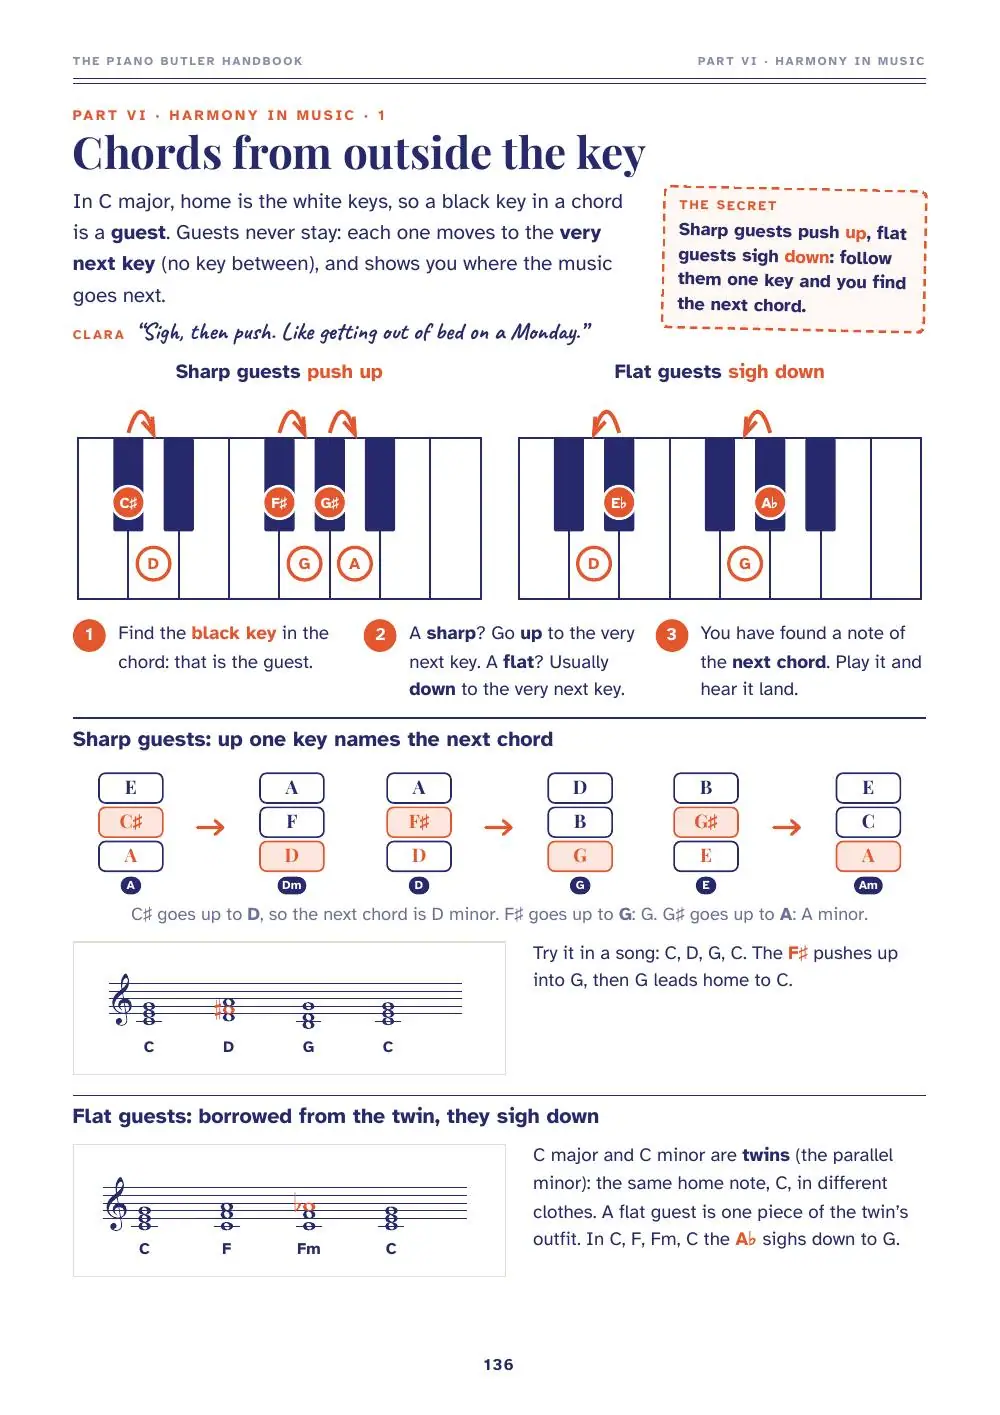 THE PIANO BUTLER HANDBOOK
PART VI · HARMONY IN MUSIC
PART VI · HARMONY IN MUSIC · 1
Chords from outside the key
In C major, home is the white keys, so a black key in a chord
is a guest. Guests never stay: each one moves to the very
next key (no key between), and shows you where the music
goes next.
CLARA “Sigh, then push. Like getting out of bed on a Monday.”
THE SECRET
Sharp guests push up, flat
guests sigh down: follow
them one key and you find
the next chord.
Sharp guests push up
C♯ F♯ G♯
D G A
Flat guests sigh down
E♭ A♭
D G
1 Find the black key in the
chord: that is the guest.
2 A sharp? Go up to the very
next key. A flat? Usually
down to the very next key.
3 You have found a note of
the next chord. Play it and
hear it land.
Sharp guests: up one key names the next chord
E A A D B E
C♯ → F F♯ → B G♯ → C
A D D G E A
A Dm D G E Am
C♯ goes up to D, so the next chord is D minor. F♯ goes up to G: G. G♯ goes up to A: A minor.
C D G C
Try it in a song: C, D, G, C. The F♯ pushes up
into G, then G leads home to C.
Flat guests: borrowed from the twin, they sigh down
C F Fm C
C major and C minor are twins (the parallel
minor): the same home note, C, in different
clothes. A flat guest is one piece of the twin’s
outfit. In C, F, Fm, C the A♭ sighs down to G.
136